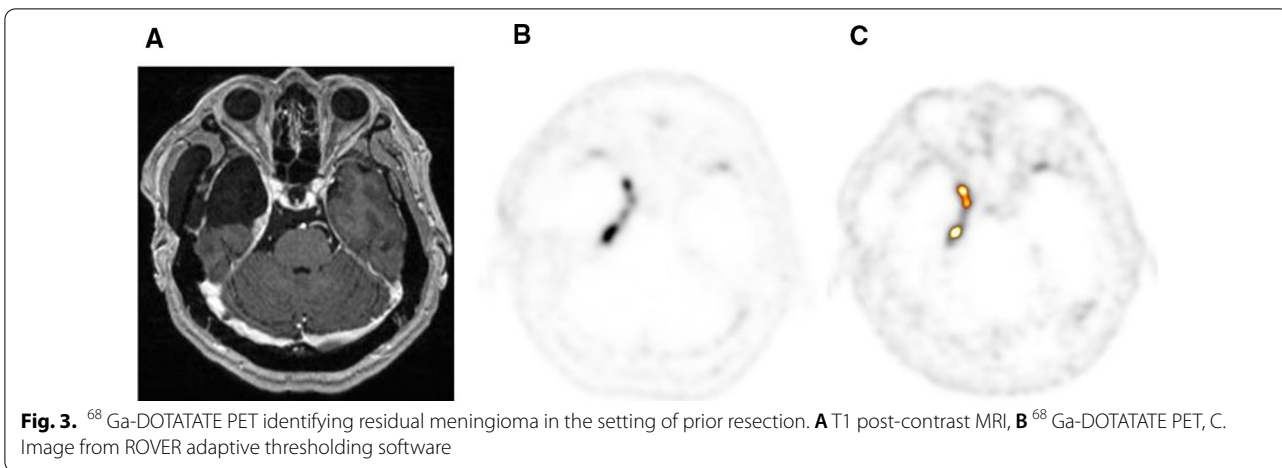 A
B
C
Fig. 3. ⁶⁸ Ga-DOTATATE PET identifying residual meningioma in the setting of prior resection. A T1 post-contrast MRI, B ⁶⁸ Ga-DOTATATE PET, C.
Image from ROVER adaptive thresholding software